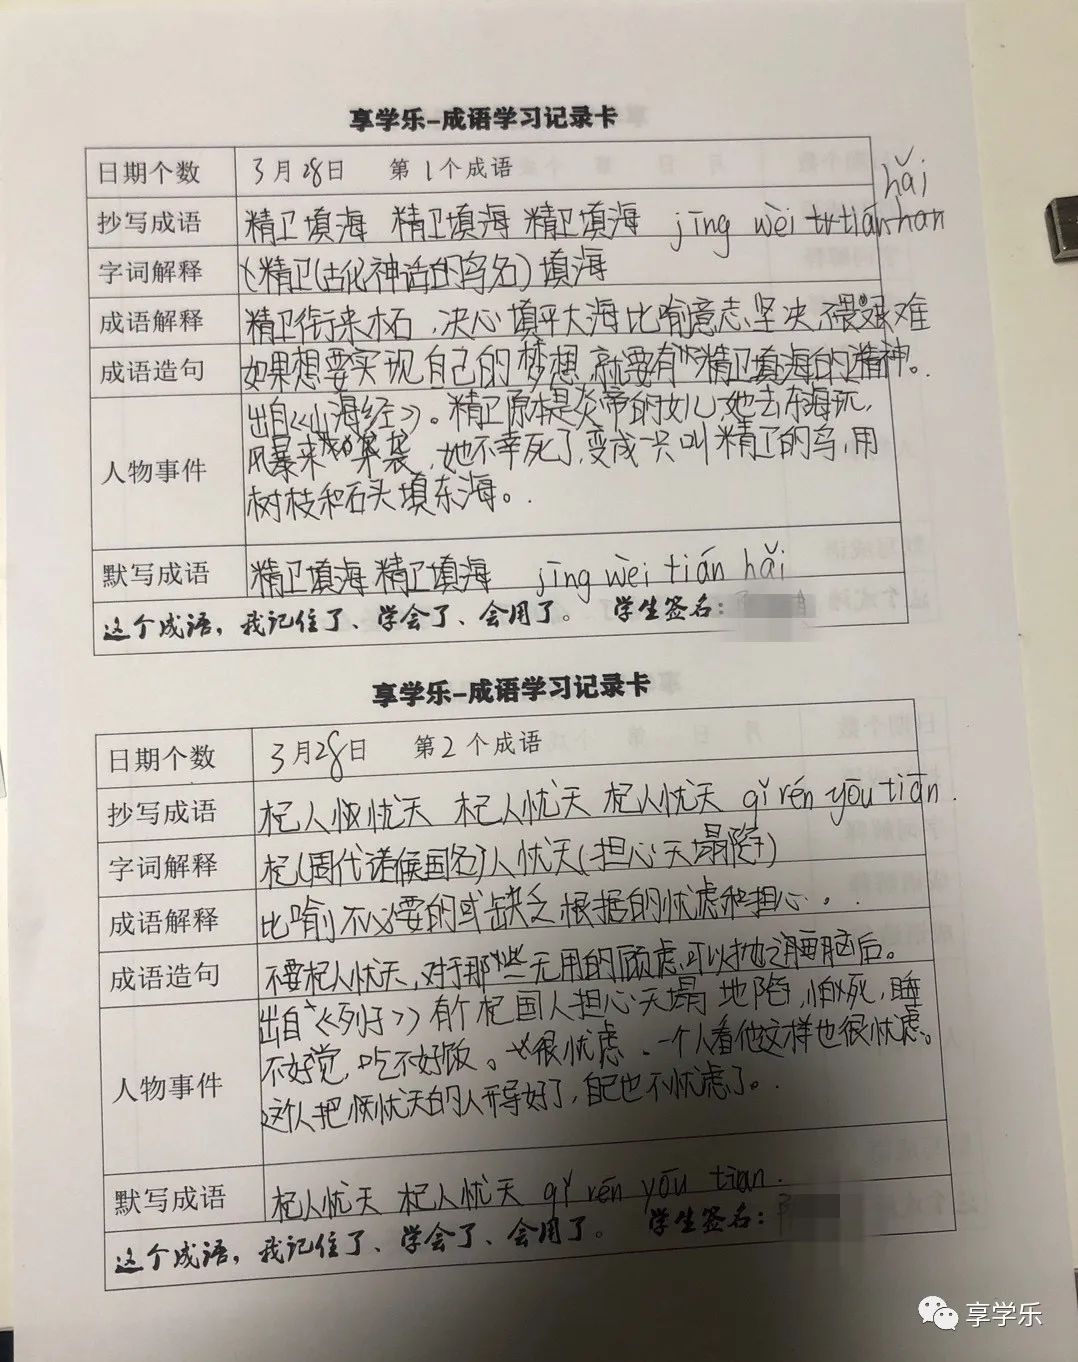 享学乐-成语学习记录卡
日期个数 3月28日 第1个成语
hǎi
抄写成语 精卫填海 精卫填海 精卫填海 jīng wèi tián han
字词解释 精卫(古代神话的鸟名)填海
成语解释 精卫衔来木石,决心填平大海比喻意志坚决,不畏艰难
成语造句 如果想要实现自己的梦想,就要有精卫填海的精神。
人物事件
出自《山海经》。精卫原本是炎帝的女儿,她去东海玩,
风暴来袭,她不幸死了,变成一只叫精卫的鸟,用
树枝和石头填东海。
默写成语 精卫填海 精卫填海 jīng wèi tián hǎi
这个成语,我记住了、学会了、会用了。 学生签名:
享学乐-成语学习记录卡
日期个数 3月28日 第2个成语
抄写成语 杞人忧天 杞人忧天 杞人忧天 qǐ rén yōu tiān
字词解释 杞(周代诸候国名)人忧天(担心天塌陷)
成语解释 比喻不必要的或缺乏根据的忧虑和担心。
成语造句 不要杞人忧天,对于那些无用的顾虑,可以抛之脑后。
人物事件
出自《列子》有个杞国人担心天塌地陷,怕死,睡
不好觉,吃不好饭。很忧虑。一个人看他这样也很忧虑。
这人把忧天的人开导好了,自己也不忧虑了。
默写成语 杞人忧天 杞人忧天 qǐ rén yōu tian
这个成语,我记住了、学会了、会用了。 学生签名:
享学乐